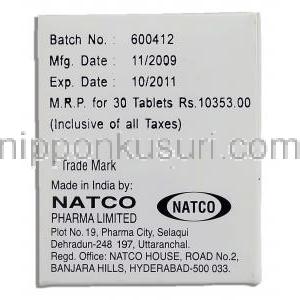 Batch No. : 600412
Mfg. Date : 11/2009
Exp. Date : 10/2011
M.R.P. for 30 Tablets Rs.10353.00
(Inclusive of all Taxes)
nipponkusuri.com
Trade Mark
Made in India by:
NATCO
PHARMA LIMITED
NATCO
Plot No. 19, Pharma City, Selaqui
Dehradun-248 197, Uttaranchal.
Regd. Office: NATCO HOUSE, ROAD No.2,
BANJARA HILLS, HYDERABAD-500 033.